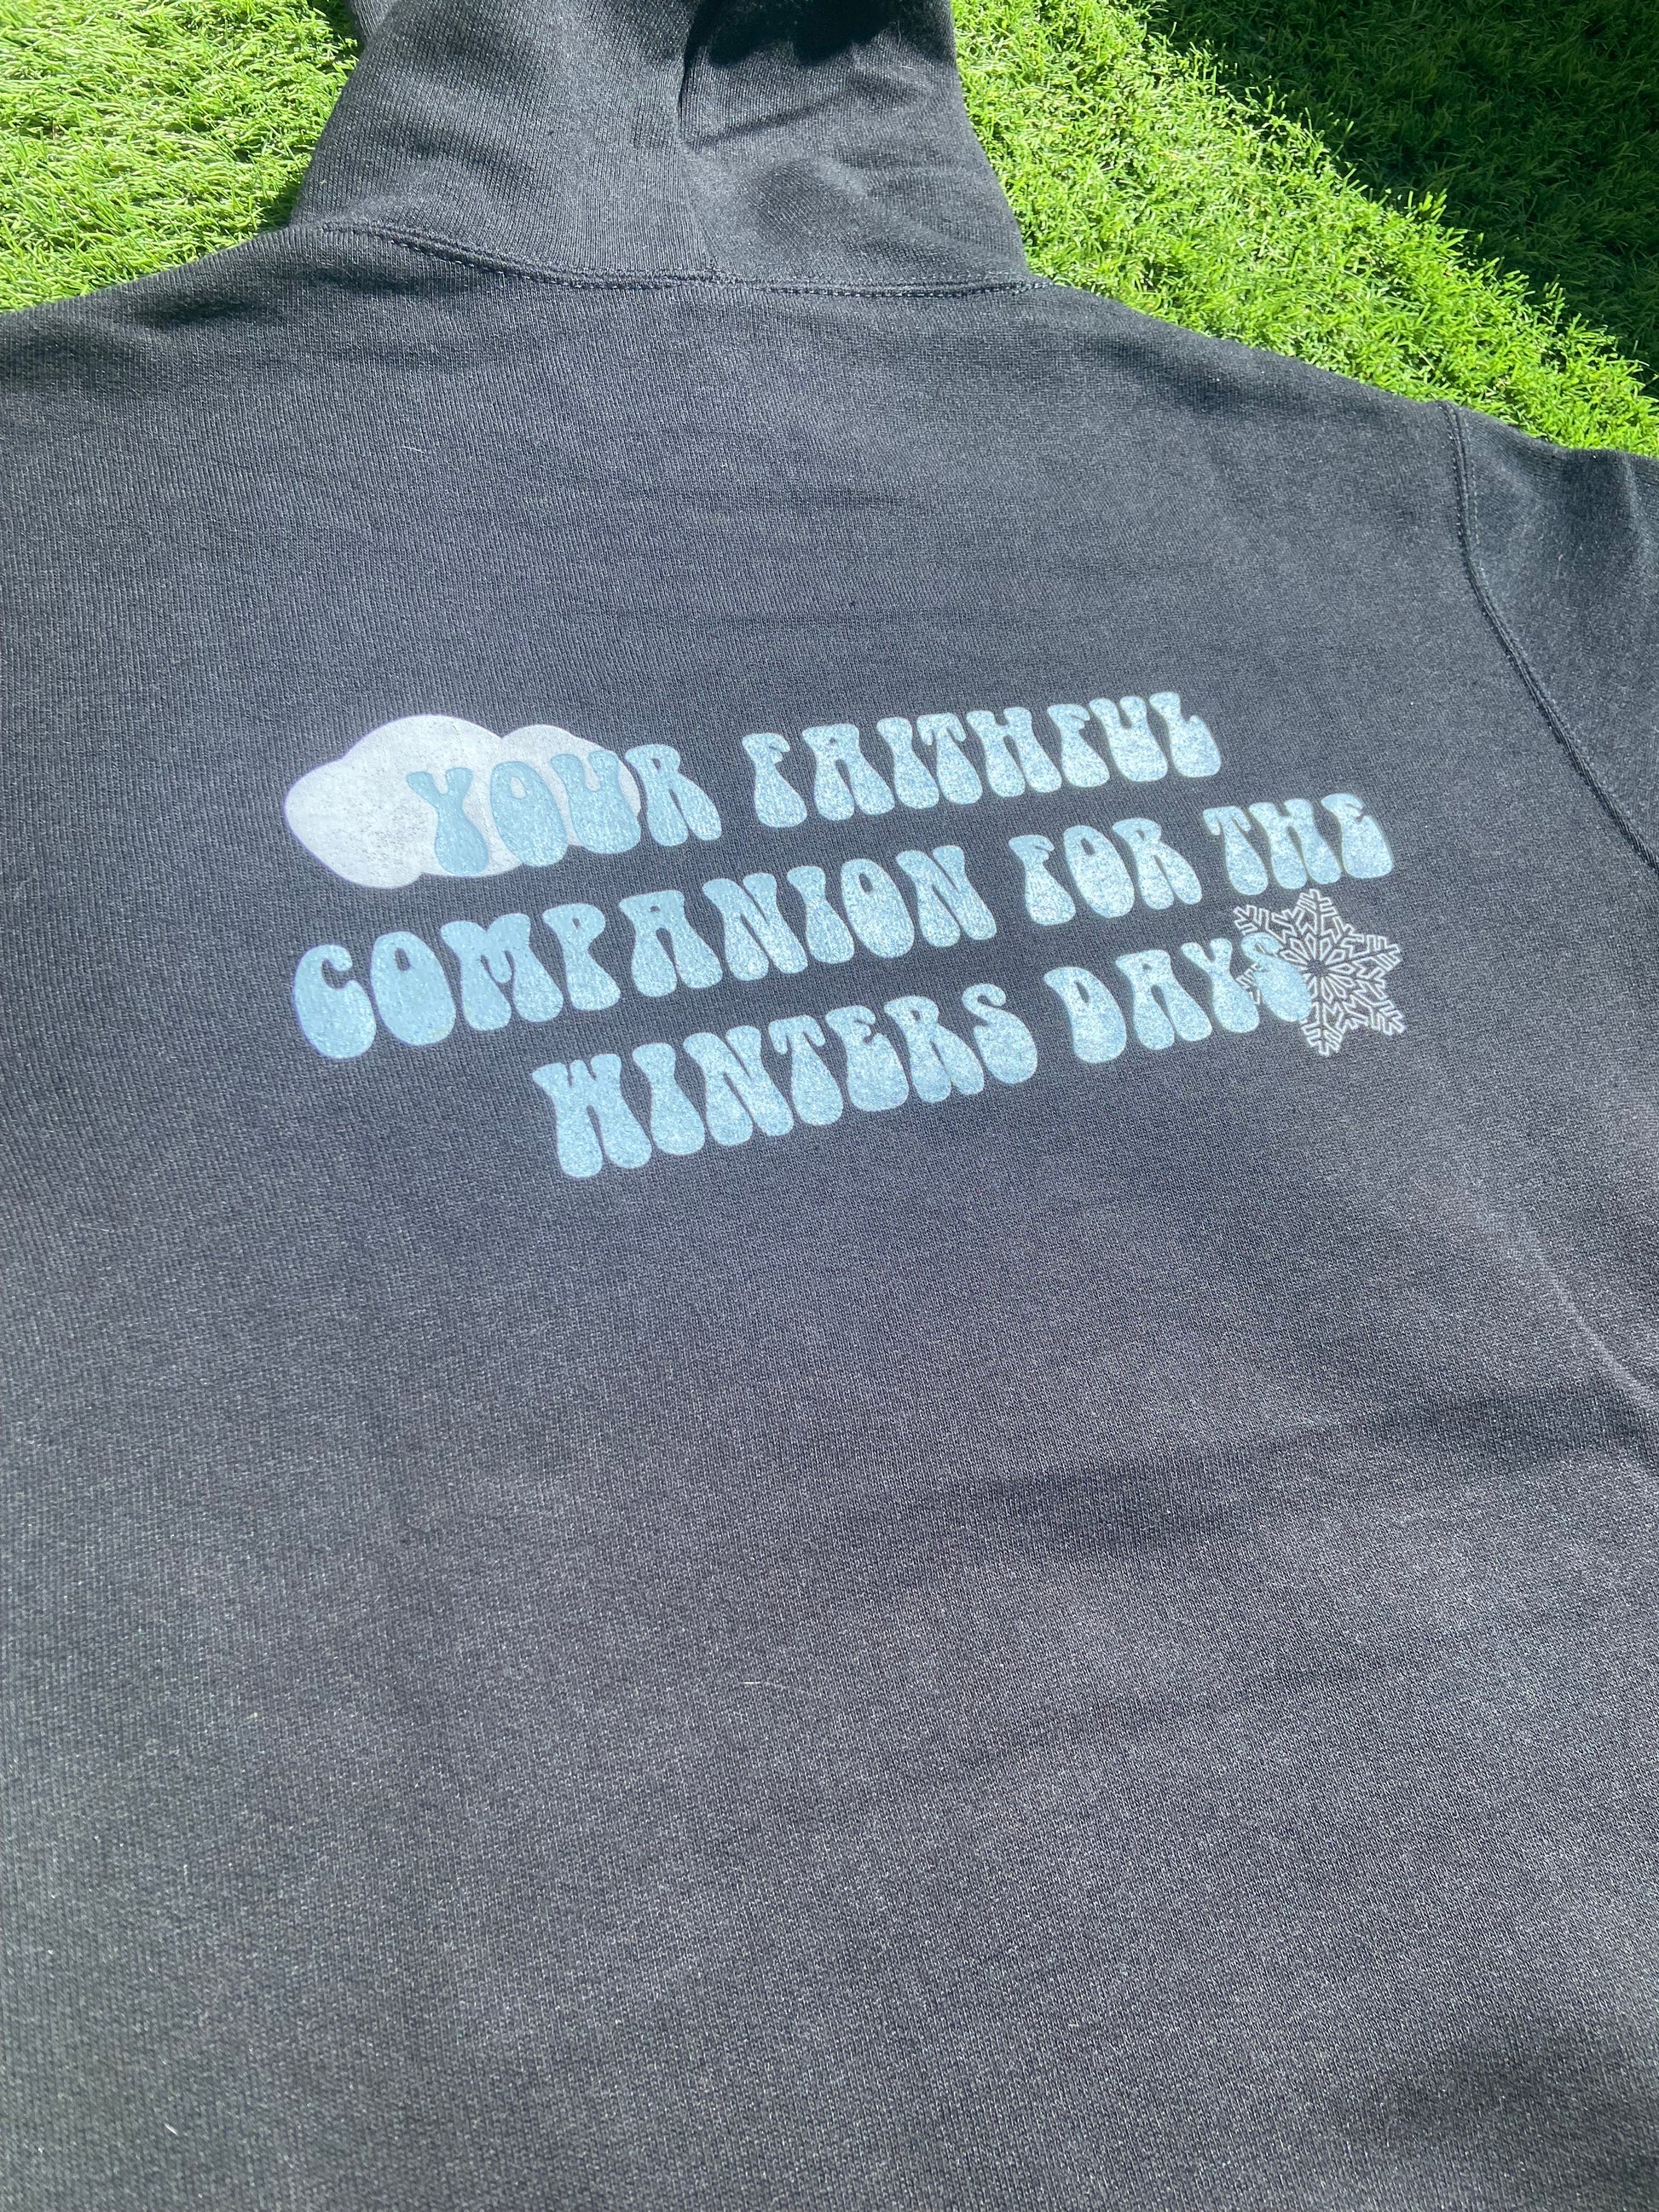 YOUR FAITHFUL
COMPANION FOR THE
WINTERS DAYS